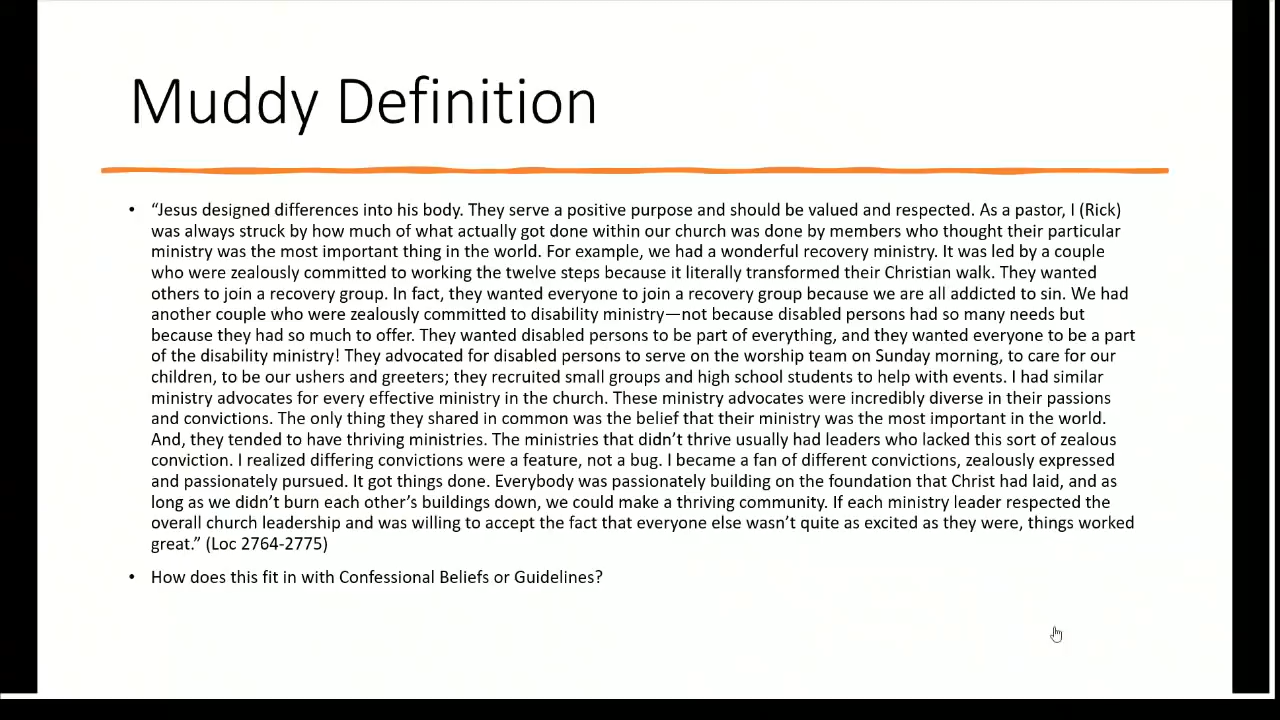 Muddy Definition
• “Jesus designed differences into his body. They serve a positive purpose and should be valued and respected. As a pastor, I (Rick)
was always struck by how much of what actually got done within our church was done by members who thought their particular
ministry was the most important thing in the world. For example, we had a wonderful recovery ministry. It was led by a couple
who were zealously committed to working the twelve steps because it literally transformed their Christian walk. They wanted
others to join a recovery group. In fact, they wanted everyone to join a recovery group because we are all addicted to sin. We had
another couple who were zealously committed to disability ministry—not because disabled persons had so many needs but
because they had so much to offer. They wanted disabled persons to be part of everything, and they wanted everyone to be a part
of the disability ministry! They advocated for disabled persons to serve on the worship team on Sunday morning, to care for our
children, to be our ushers and greeters; they recruited small groups and high school students to help with events. I had similar
ministry advocates for every effective ministry in the church. These ministry advocates were incredibly diverse in their passions
and convictions. The only thing they shared in common was the belief that their ministry was the most important in the world.
And, they tended to have thriving ministries. The ministries that didn’t thrive usually had leaders who lacked this sort of zealous
conviction. I realized differing convictions were a feature, not a bug. I became a fan of different convictions, zealously expressed
and passionately pursued. It got things done. Everybody was passionately building on the foundation that Christ had laid, and as
long as we didn’t burn each other’s buildings down, we could make a thriving community. If each ministry leader respected the
overall church leadership and was willing to accept the fact that everyone else wasn’t quite as excited as they were, things worked
great.” (Loc 2764-2775)
• How does this fit in with Confessional Beliefs or Guidelines?